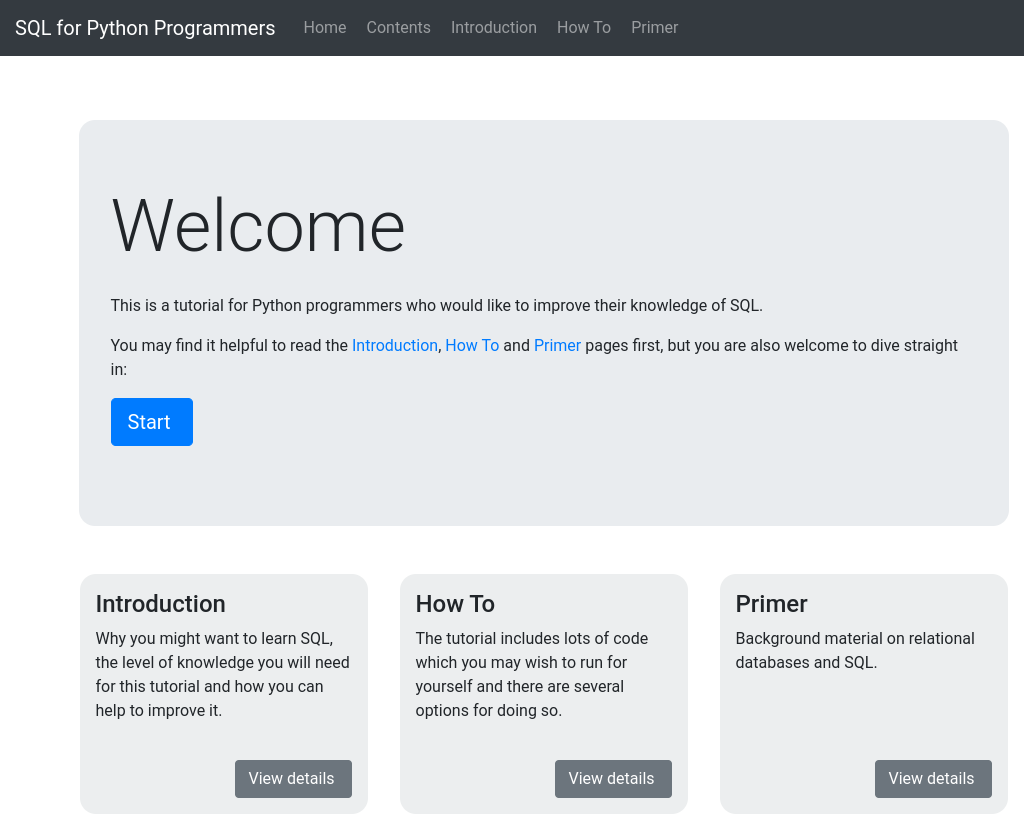 SQL for Python Programmers Home Contents Introduction How To Primer
Welcome
This is a tutorial for Python programmers who would like to improve their knowledge of SQL.
You may find it helpful to read the Introduction, How To and Primer pages first, but you are also welcome to dive straight
in:
Start
Introduction
Why you might want to learn SQL,
the level of knowledge you will need
for this tutorial and how you can
help to improve it.
View details
How To
The tutorial includes lots of code
which you may wish to run for
yourself and there are several
options for doing so.
View details
Primer
Background material on relational
databases and SQL.
View details